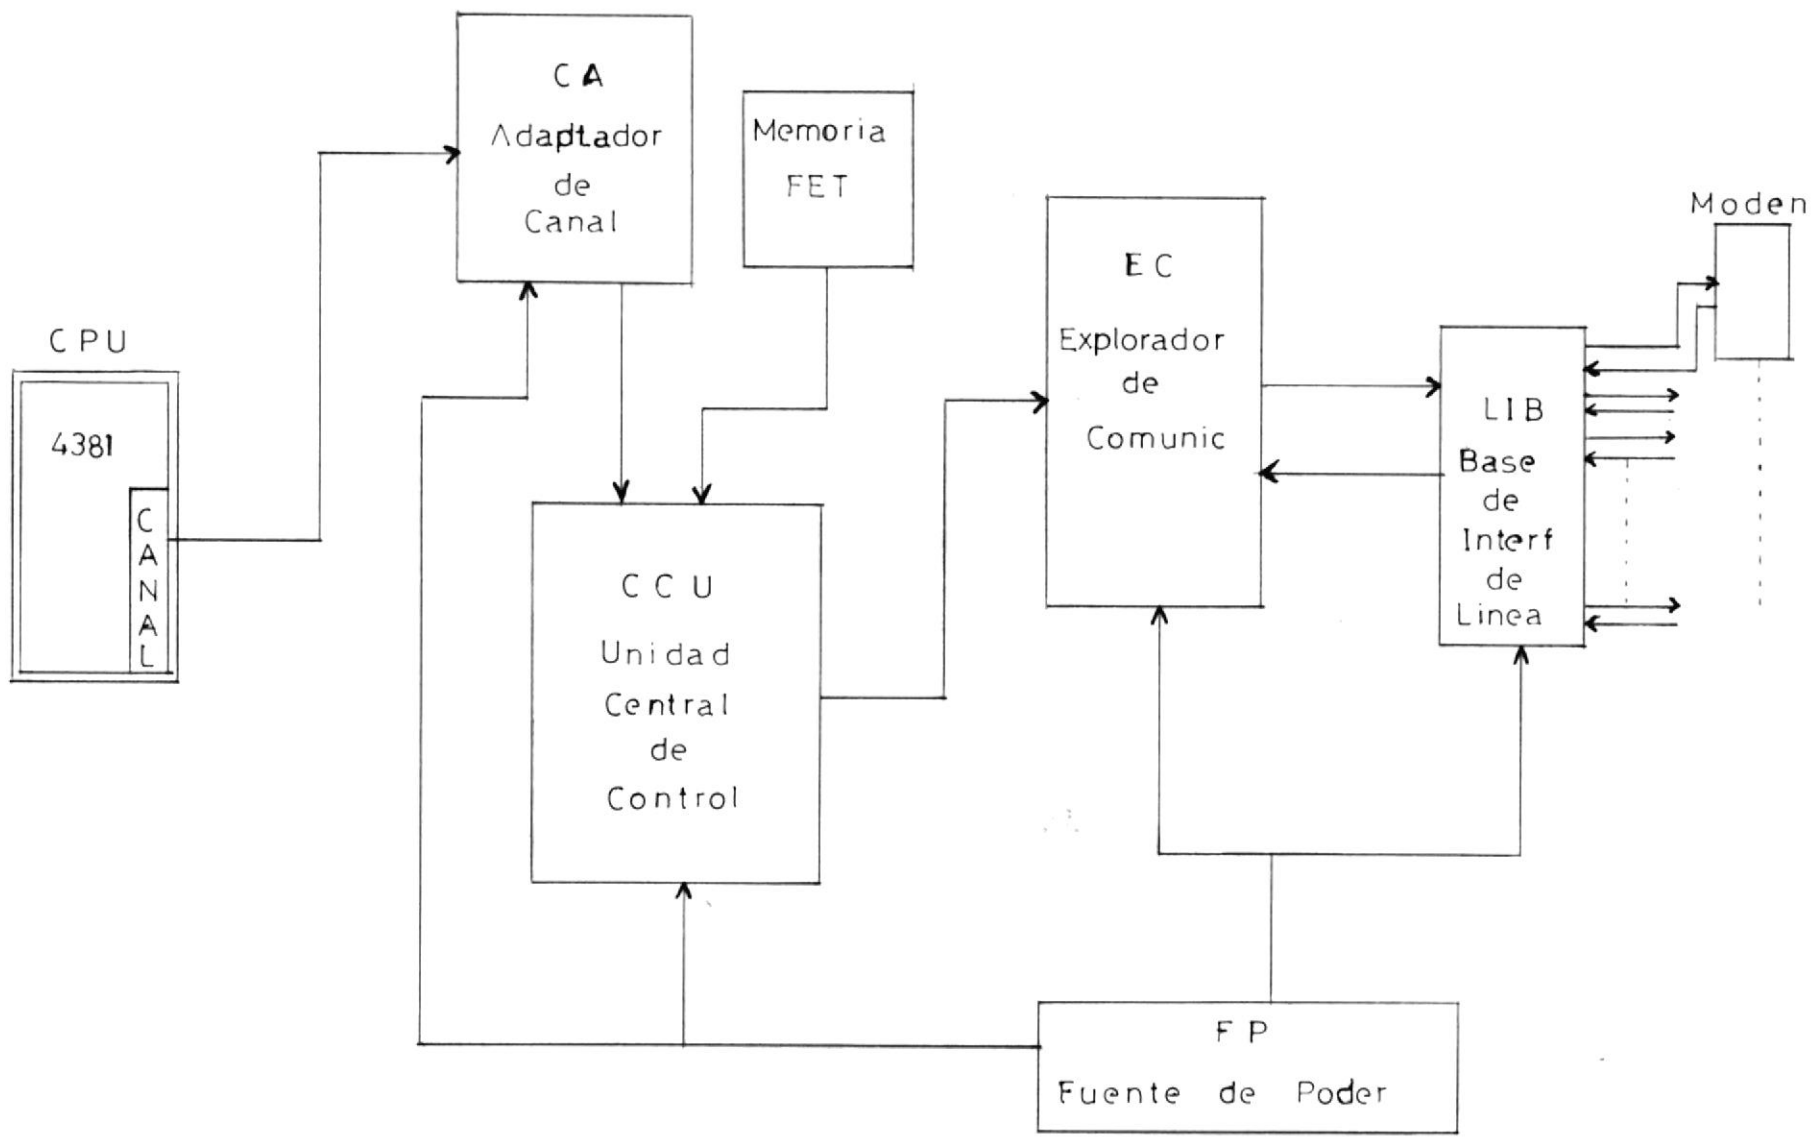 CPU
4381
CANAL
CA
Adaptador
de
Canal
Memoria
FET
CCU
Unidad
Central
de
Control
EC
Explorador
de
Comunic
LIB
Base
de
Interf
de
Linea
Moden
FP
Fuente de Poder